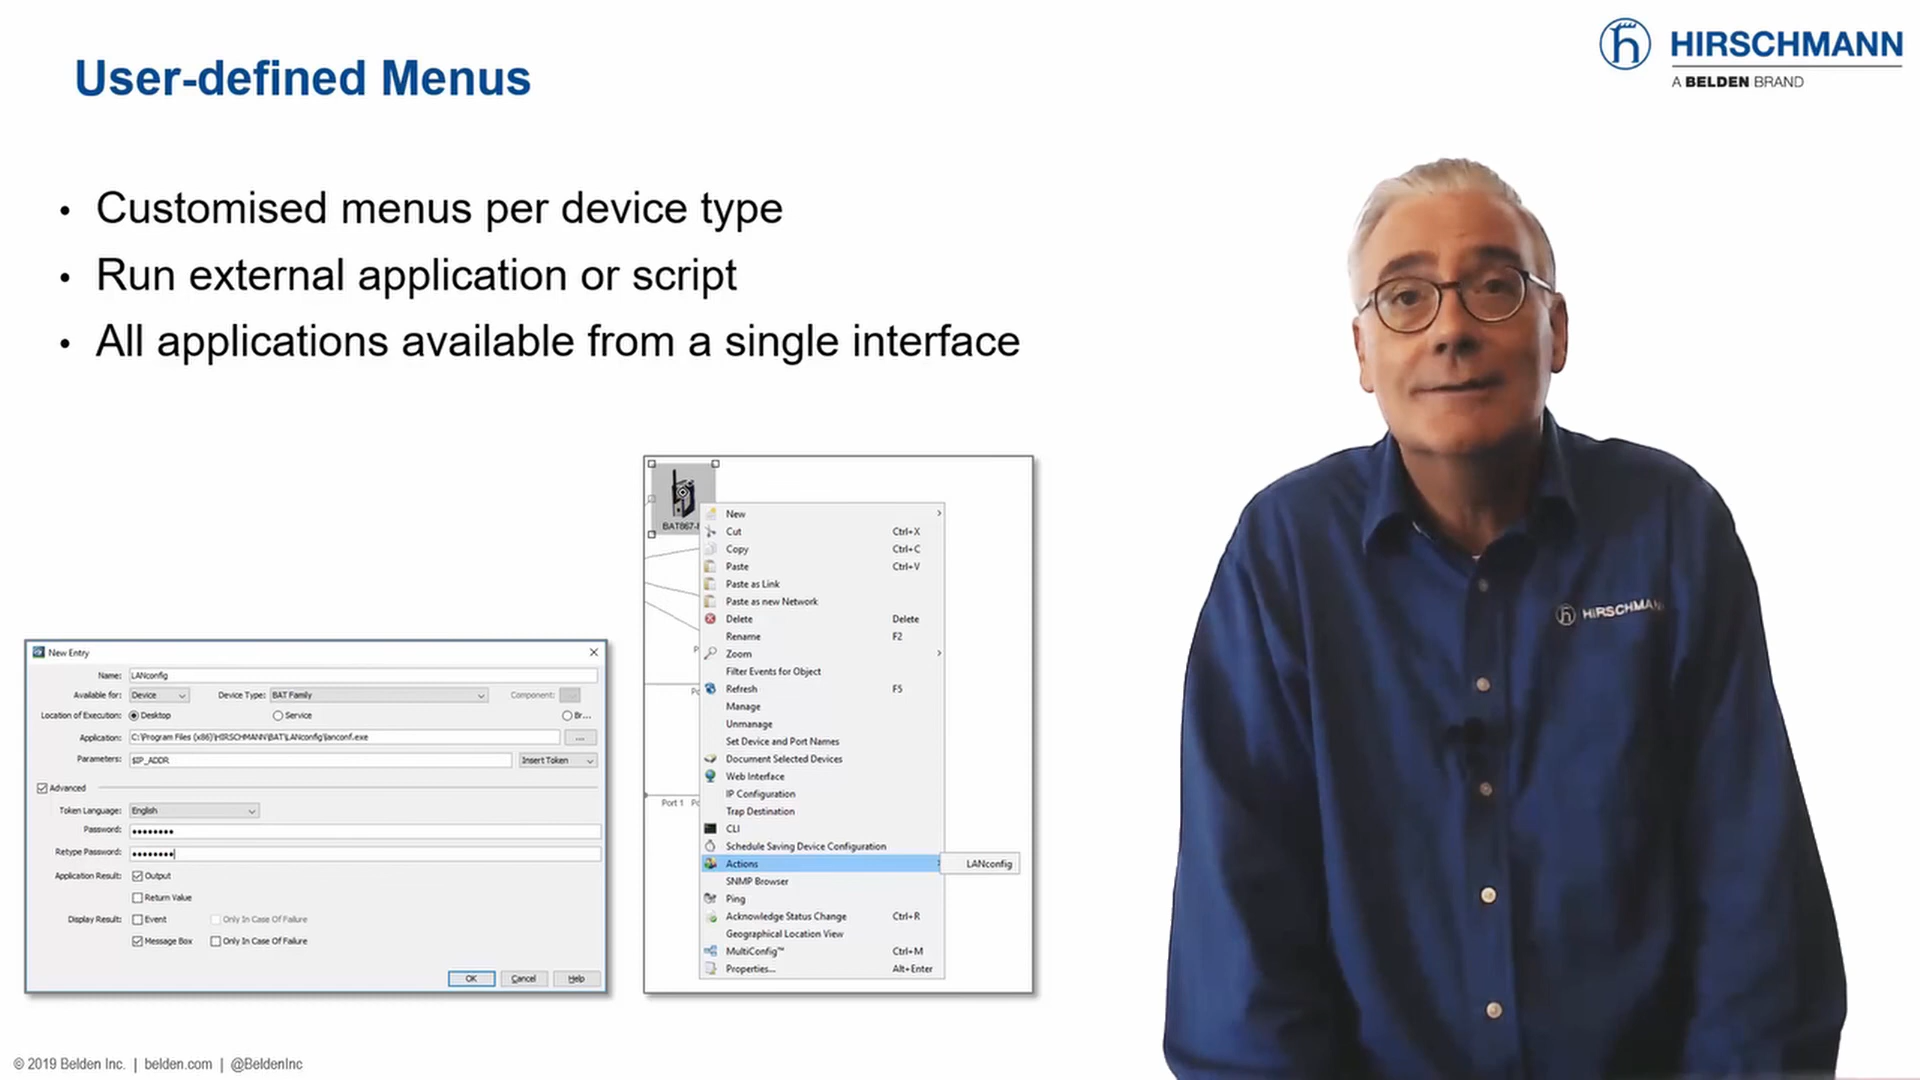 HIRSCHMANN
A BELDEN BRAND
User-defined Menus
• Customised menus per device type
• Run external application or script
• All applications available from a single interface
New Entry
Name: LANconfig
Available for: Device Device Type: BAT Family Component: ...
Location of Execution: Desktop Service Br...
Application: C:\Program Files (x86)\HIRSCHMANN\BAT\LANconfig\lanconf.exe ...
Parameters: $IP_ADDR Insert Token
Advanced
Token Language: English
Password: ••••••••
Retype Password: ••••••••
Application Result: Output
Return Value
Display Result: Event Only In Case Of Failure
Message Box Only In Case Of Failure
OK Cancel Help
BAT867-
New
Cut Ctrl+X
Copy Ctrl+C
Paste Ctrl+V
Paste as Link
Paste as new Network
Delete Delete
Rename F2
Zoom
Filter Events for Object
Refresh F5
Manage
Unmanage
Set Device and Port Names
Document Selected Devices
Web Interface
IP Configuration
Port 1 Po
Trap Destination
CLI
Schedule Saving Device Configuration
Actions LANconfig
SNMP Browser
Ping
Acknowledge Status Change Ctrl+R
Geographical Location View
MultiConfig™ Ctrl+M
Properties... Alt+Enter
HIRSCHMAN
© 2019 Belden Inc. | belden.com | @BeldenInc